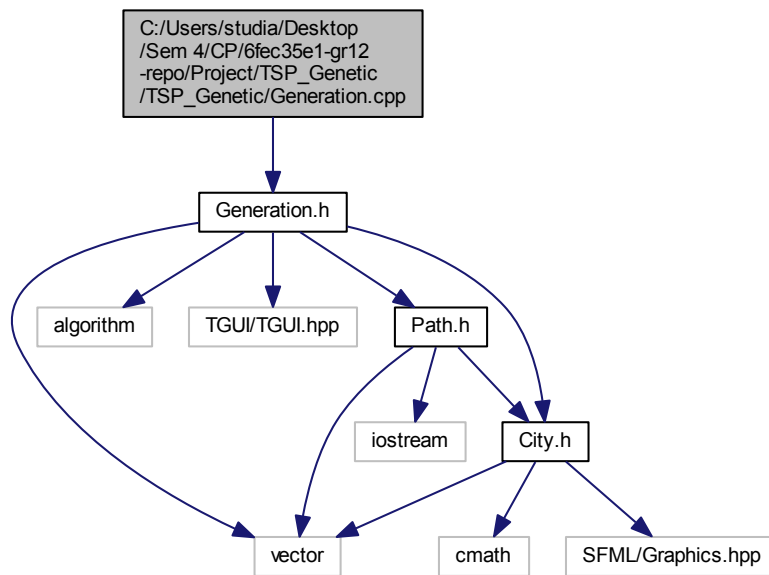 C:/Users/studia/Desktop
/Sem 4/CP/6fec35e1-gr12
-repo/Project/TSP_Genetic
/TSP_Genetic/Generation.cpp
Generation.h
algorithm
TGUI/TGUI.hpp
Path.h
iostream
City.h
vector
cmath
SFML/Graphics.hpp